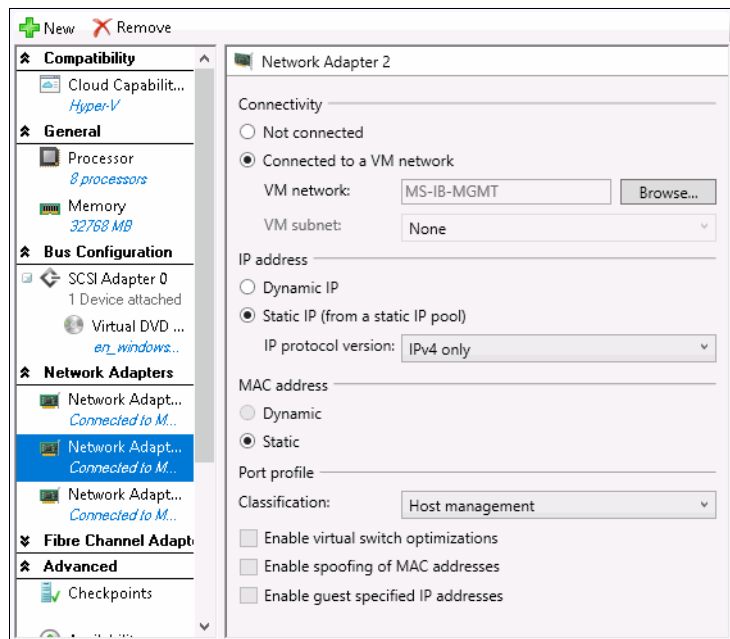 New Remove
Compatibility
Cloud Capabilit...
Hyper-V
General
Processor
8 processors
Memory
32768 MB
Bus Configuration
SCSI Adapter 0
1 Device attached
Virtual DVD ...
en_windows...
Network Adapters
Network Adapt...
Connected to M...
Network Adapt...
Connected to M...
Network Adapt...
Connected to M...
Fibre Channel Adapt
Advanced
Checkpoints
Network Adapter 2
Connectivity
Not connected
Connected to a VM network
VM network: MS-IB-MGMT Browse...
VM subnet: None
IP address
Dynamic IP
Static IP (from a static IP pool)
IP protocol version: IPv4 only
MAC address
Dynamic
Static
Port profile
Classification: Host management
Enable virtual switch optimizations
Enable spoofing of MAC addresses
Enable guest specified IP addresses